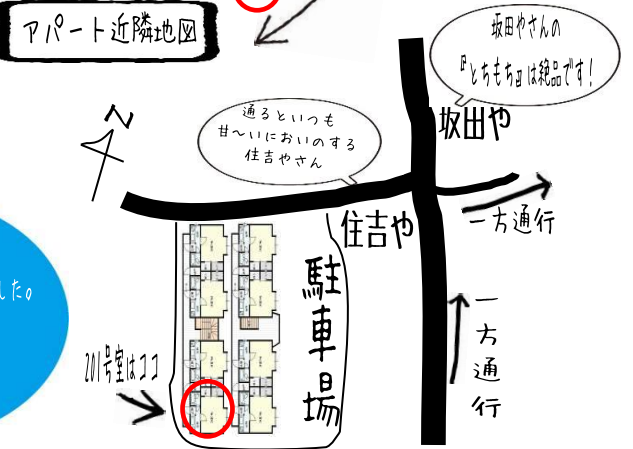 アパート近隣地図
坂田やさんの
『とちもち』は絶品です!
N
坂田や
通るといつも
甘〜いにおいのする
住吉やさん
住吉や
一方通行
した。
駐車場
一方通行
201号室はココ